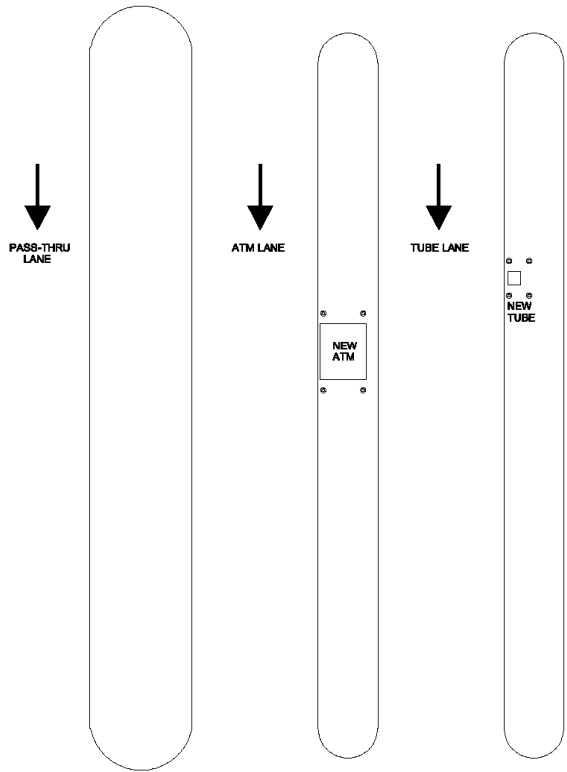 PASS-THRU
LANE
ATM LANE
TUBE LANE
NEW
ATM
NEW
TUBE